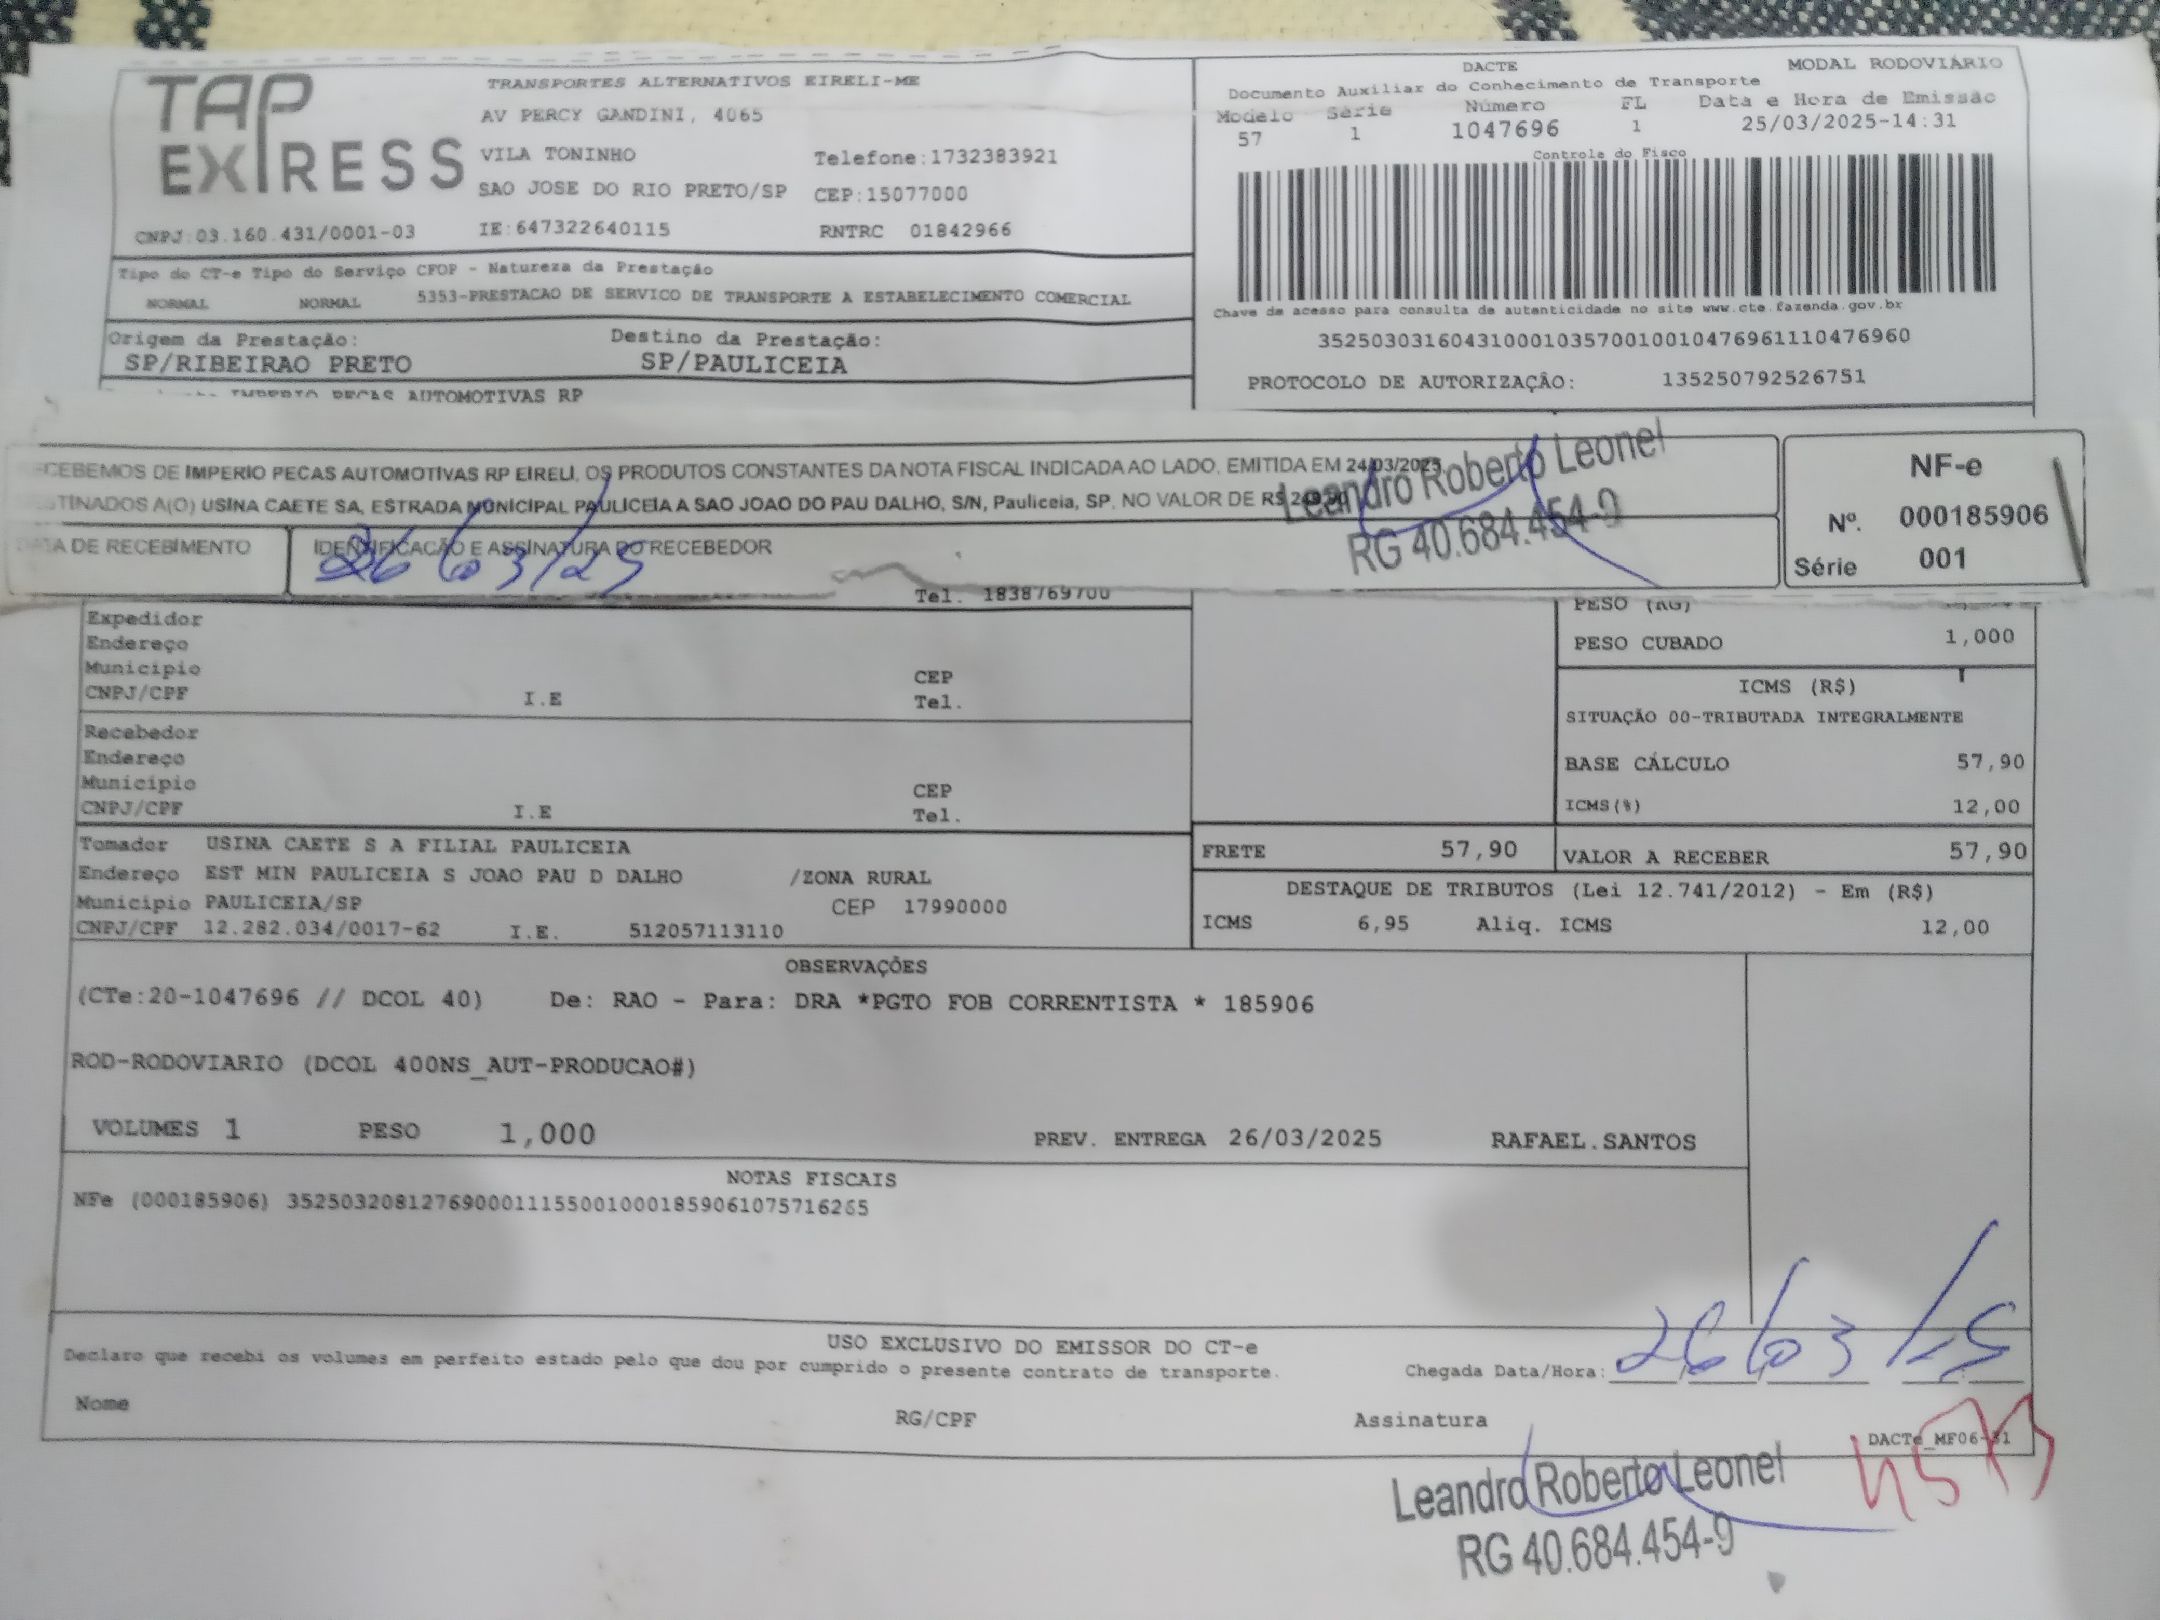 TAP EXPRESS
TRANSPORTES ALTERNATIVOS EIRELI-ME
AV PERCY GANDINI, 4065
VILA TONINHO Telefone:1732383921
SAO JOSE DO RIO PRETO/SP CEP:15077000
CNPJ:03.160.431/0001-03 IE:647322640115 RNTRC 01842966
DACTE MODAL RODOVIÁRIO
Documento Auxiliar do Conhecimento de Transporte
Modelo Série Número FL Data e Hora de Emissão
57 1 1047696 1 25/03/2025-14:31
Controle do Fisco
Chave de acesso para consulta de autenticidade no site www.cte.fazenda.gov.br
35250303160431000103570010010476961110476960
PROTOCOLO DE AUTORIZAÇÃO: 135250792526751
Tipo do CT-e Tipo do Serviço CFOP - Natureza da Prestação
NORMAL NORMAL 5353-PRESTACAO DE SERVICO DE TRANSPORTE A ESTABELECIMENTO COMERCIAL
Origem da Prestação: Destino da Prestação:
SP/RIBEIRAO PRETO SP/PAULICEIA
IMPERIO PECAS AUTOMOTIVAS RP
CEBEMOS DE IMPERIO PECAS AUTOMOTIVAS RP EIRELI, OS PRODUTOS CONSTANTES DA NOTA FISCAL INDICADA AO LADO, EMITIDA EM 24/03/2025,
STINADOS A(O) USINA CAETE SA, ESTRADA MUNICIPAL PAULICEIA A SAO JOAO DO PAU DALHO, S/N, Pauliceia, SP, NO VALOR DE R$
DATA DE RECEBIMENTO IDENTIFICAÇÃO E ASSINATURA DO RECEBEDOR
26/03/25
Leandro Roberto Leonel
RG 40.684.454-9
NF-e
Nº. 000185906
Série 001
Tel. 1838769700
Expedidor
Endereço
Município CEP
CNPJ/CPF I.E Tel.
Recebedor
Endereço
Município CEP
CNPJ/CPF I.E Tel.
PESO (KG)
PESO CUBADO 1,000
ICMS (R$)
SITUAÇÃO 00-TRIBUTADA INTEGRALMENTE
BASE CÁLCULO 57,90
ICMS(%) 12,00
Tomador USINA CAETE S A FILIAL PAULICEIA
Endereço EST MIN PAULICEIA S JOAO PAU D DALHO /ZONA RURAL
Município PAULICEIA/SP CEP 17990000
CNPJ/CPF 12.282.034/0017-62 I.E. 512057113110
FRETE 57,90 VALOR A RECEBER 57,90
DESTAQUE DE TRIBUTOS (Lei 12.741/2012) - Em (R$)
ICMS 6,95 Aliq. ICMS 12,00
OBSERVAÇÕES
(CTe:20-1047696 // DCOL 40) De: RAO - Para: DRA *PGTO FOB CORRENTISTA * 185906
ROD-RODOVIARIO (DCOL 400NS_AUT-PRODUCAO#)
VOLUMES 1 PESO 1,000 PREV. ENTREGA 26/03/2025 RAFAEL.SANTOS
NOTAS FISCAIS
NFe (000185906) 35250320812769000111550010001859061075716265
USO EXCLUSIVO DO EMISSOR DO CT-e
Declaro que recebi os volumes em perfeito estado pelo que dou por cumprido o presente contrato de transporte.
Chegada Data/Hora: 26/03/25
Nome RG/CPF Assinatura
DACTe_MF06-31
Leandro Roberto Leonel
RG 40.684.454-9